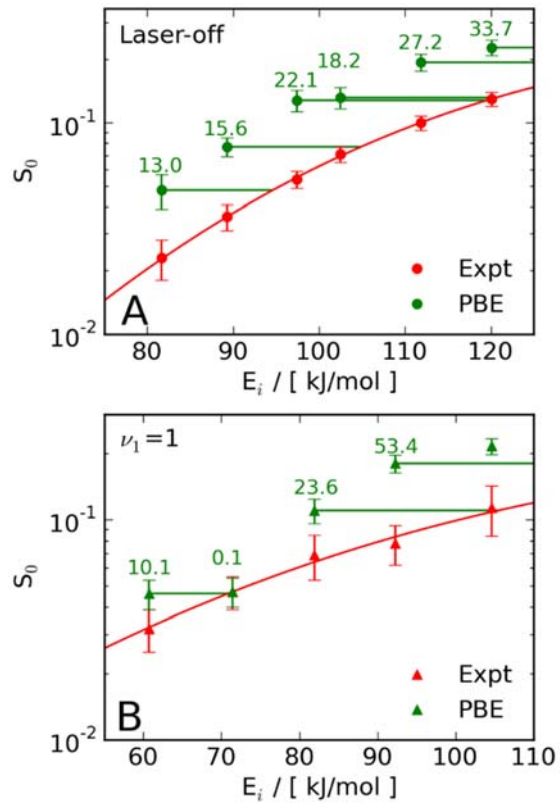 Laser-off
33.7
27.2
18.2
22.1
15.6
13.0
10⁻¹
S₀
Expt
PBE
A
10⁻²
80 90 100 110 120
Eᵢ / [ kJ/mol ]
ν₁=1
53.4
23.6
10.1 0.1
10⁻¹
S₀
Expt
PBE
B
10⁻²
60 70 80 90 100 110
Eᵢ / [ kJ/mol ]